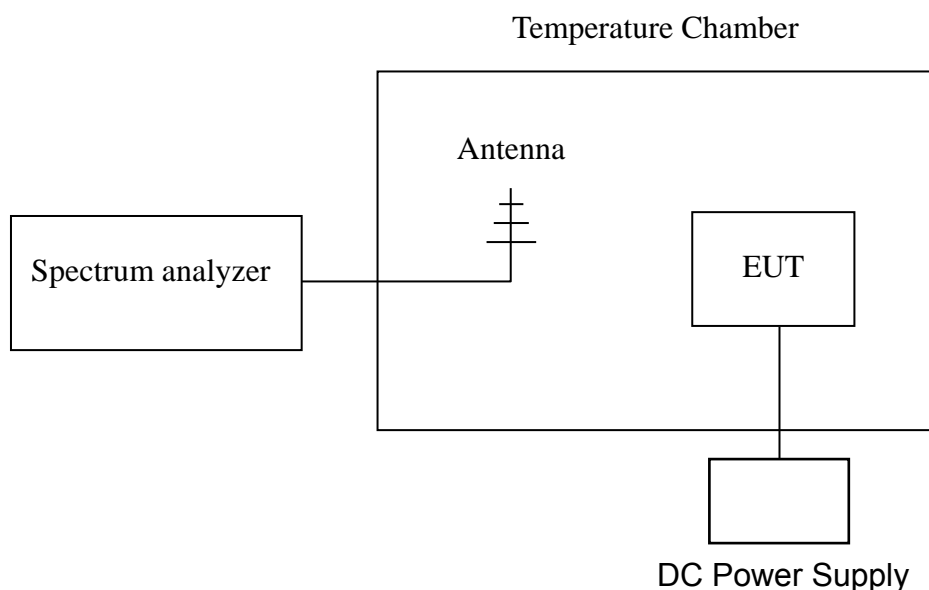 Temperature Chamber
Antenna
Spectrum analyzer
EUT
DC Power Supply